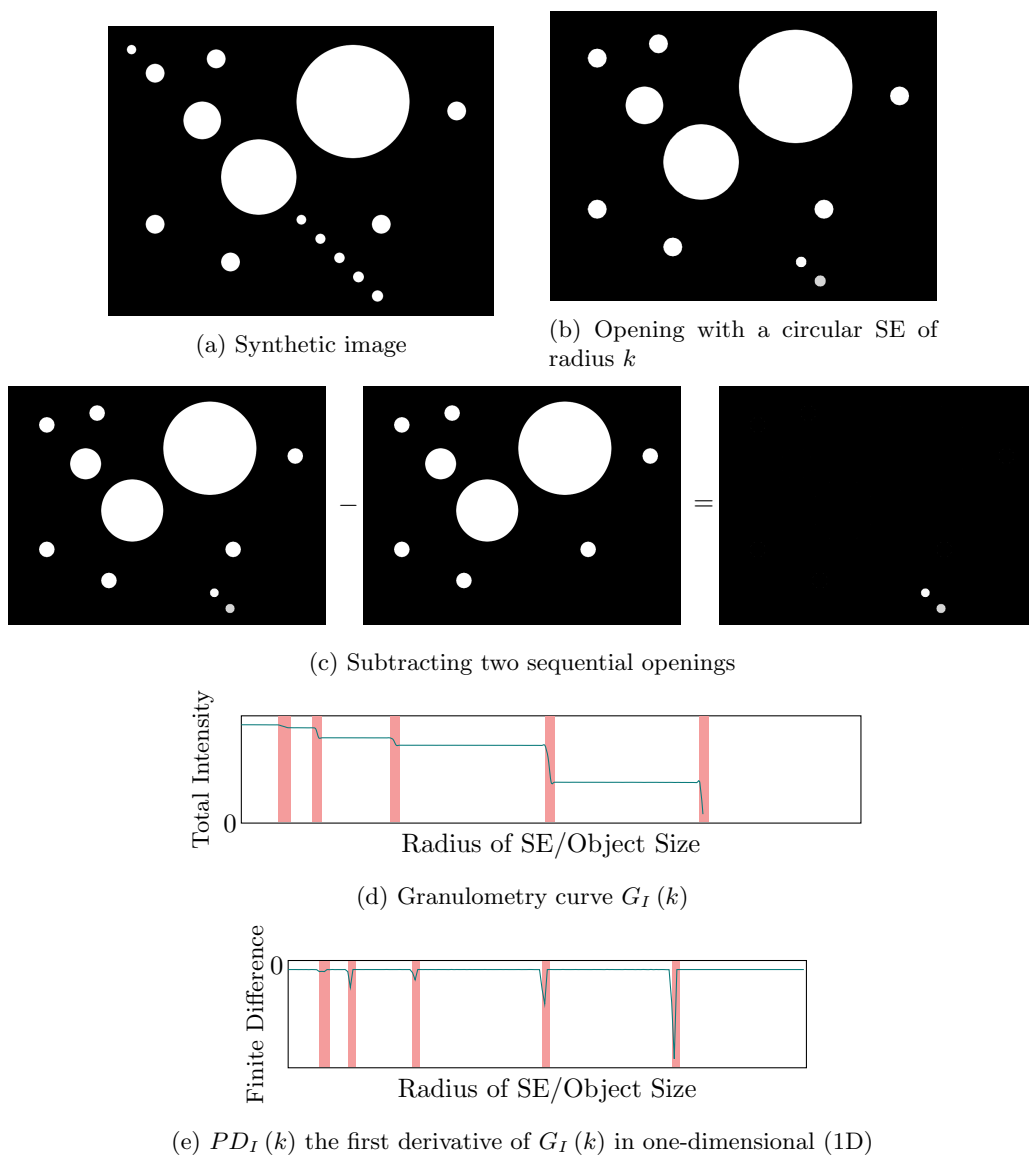 (a) Synthetic image
(b) Opening with a circular SE of
radius k
−
=
(c) Subtracting two sequential openings
Total Intensity
0
Radius of SE/Object Size
(d) Granulometry curve G_I (k)
Finite Difference
0
Radius of SE/Object Size
(e) PD_I (k) the first derivative of G_I (k) in one-dimensional (1D)